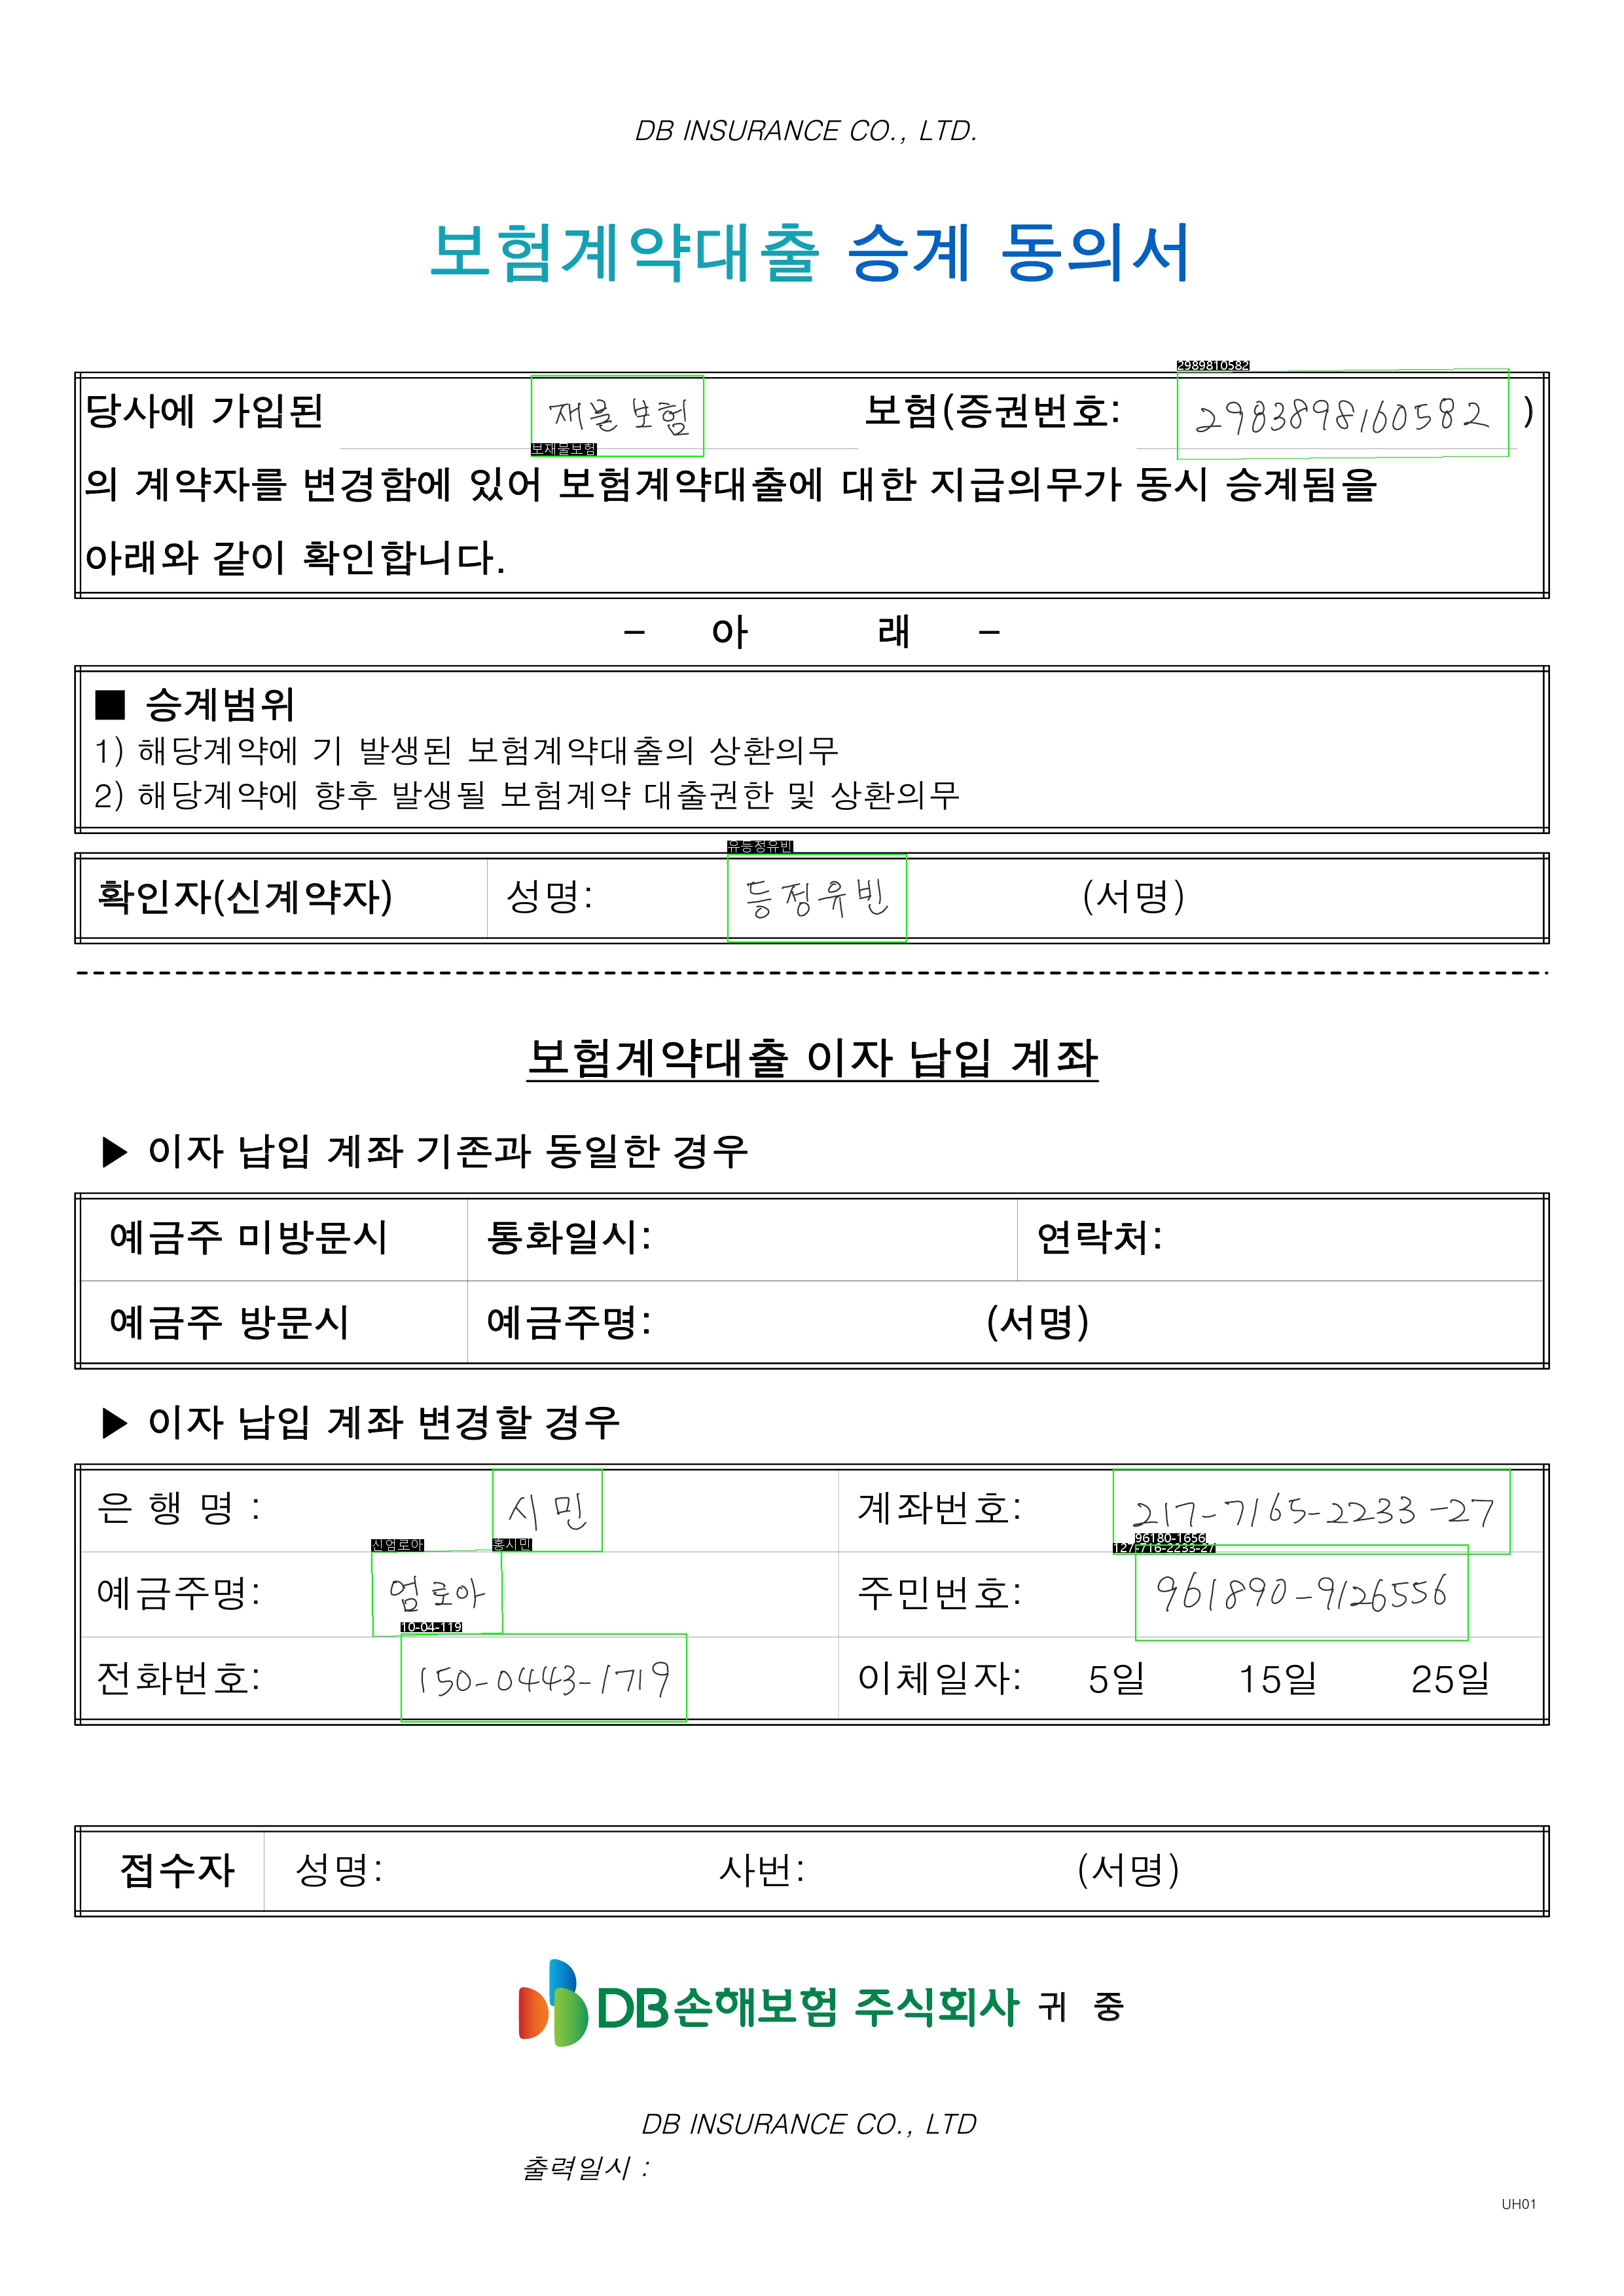 DB INSURANCE CO., LTD.
보험계약대출 승계 동의서
2989810582
당사에 가입된 재물보험 보험(증권번호: 2983898160582 )
보재물보험
의 계약자를 변경함에 있어 보험계약대출에 대한 지급의무가 동시 승계됨을
아래와 같이 확인합니다.
– 아 래 –
■ 승계범위
1) 해당계약에 기 발생된 보험계약대출의 상환의무
2) 해당계약에 향후 발생될 보험계약 대출권한 및 상환의무
유등정유빈
확인자(신계약자) 성명: 등정유빈 (서명)
보험계약대출 이자 납입 계좌
▶ 이자 납입 계좌 기존과 동일한 경우
예금주 미방문시 통화일시: 연락처:
예금주 방문시 예금주명: (서명)
▶ 이자 납입 계좌 변경할 경우
은 행 명 : 시민 계좌번호: 217-7165-2233-27
신엄로아 홍시민 96180-1656
127-716-2233-27
예금주명: 엄로아 주민번호: 961890-9126556
10-04-119
전화번호: 150-0443-1719 이체일자: 5일 15일 25일
접수자 성명: 사번: (서명)
DB손해보험 주식회사 귀 중
DB INSURANCE CO., LTD
출력일시 :
UH01